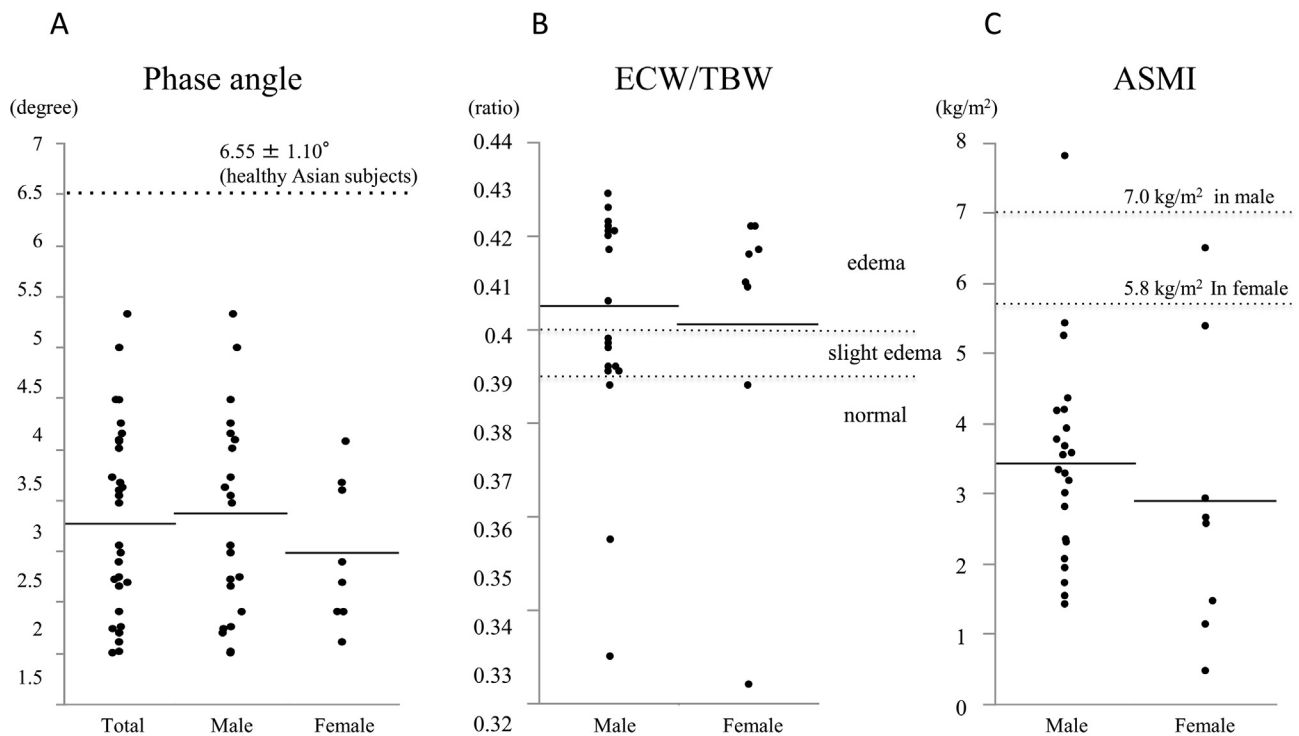 A
Phase angle
(degree)
7
6.5
6
5.5
5
4.5
4
3.5
3
2.5
2
1.5
6.55 ± 1.10°
(healthy Asian subjects)
Total
Male
Female
B
ECW/TBW
(ratio)
0.44
0.43
0.42
0.41
0.4
0.39
0.38
0.37
0.36
0.35
0.34
0.33
0.32
edema
slight edema
normal
Male
Female
C
ASMI
(kg/m²)
8
7
6
5
4
3
2
1
0
7.0 kg/m² in male
5.8 kg/m² In female
Male
Female